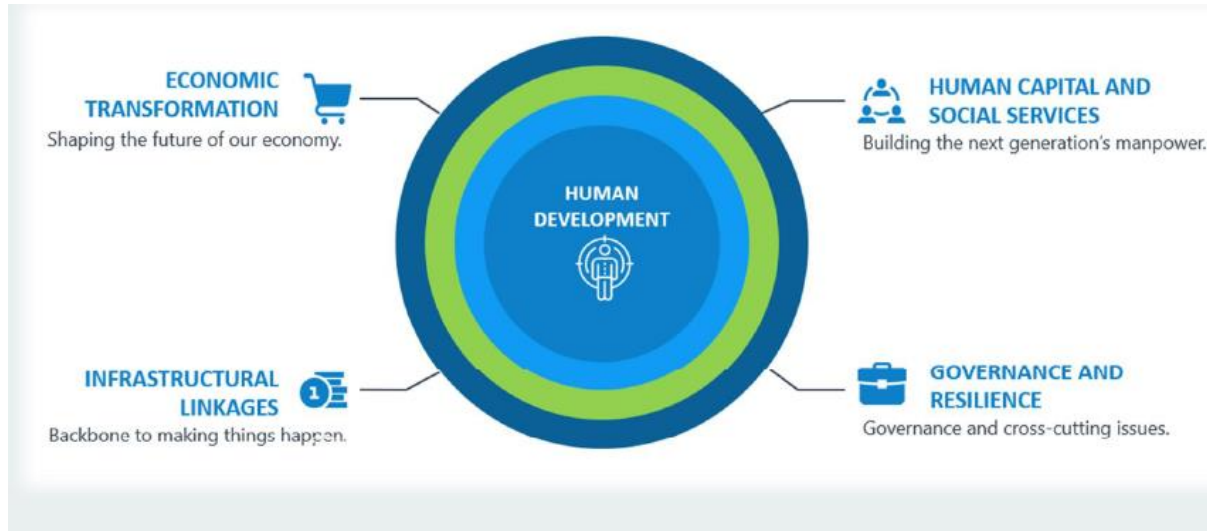 ECONOMIC
TRANSFORMATION
Shaping the future of our economy.
HUMAN CAPITAL AND
SOCIAL SERVICES
Building the next generation's manpower.
HUMAN
DEVELOPMENT
INFRASTRUCTURAL
LINKAGES
1
Backbone to making things happen.
GOVERNANCE AND
RESILIENCE
Governance and cross-cutting issues.